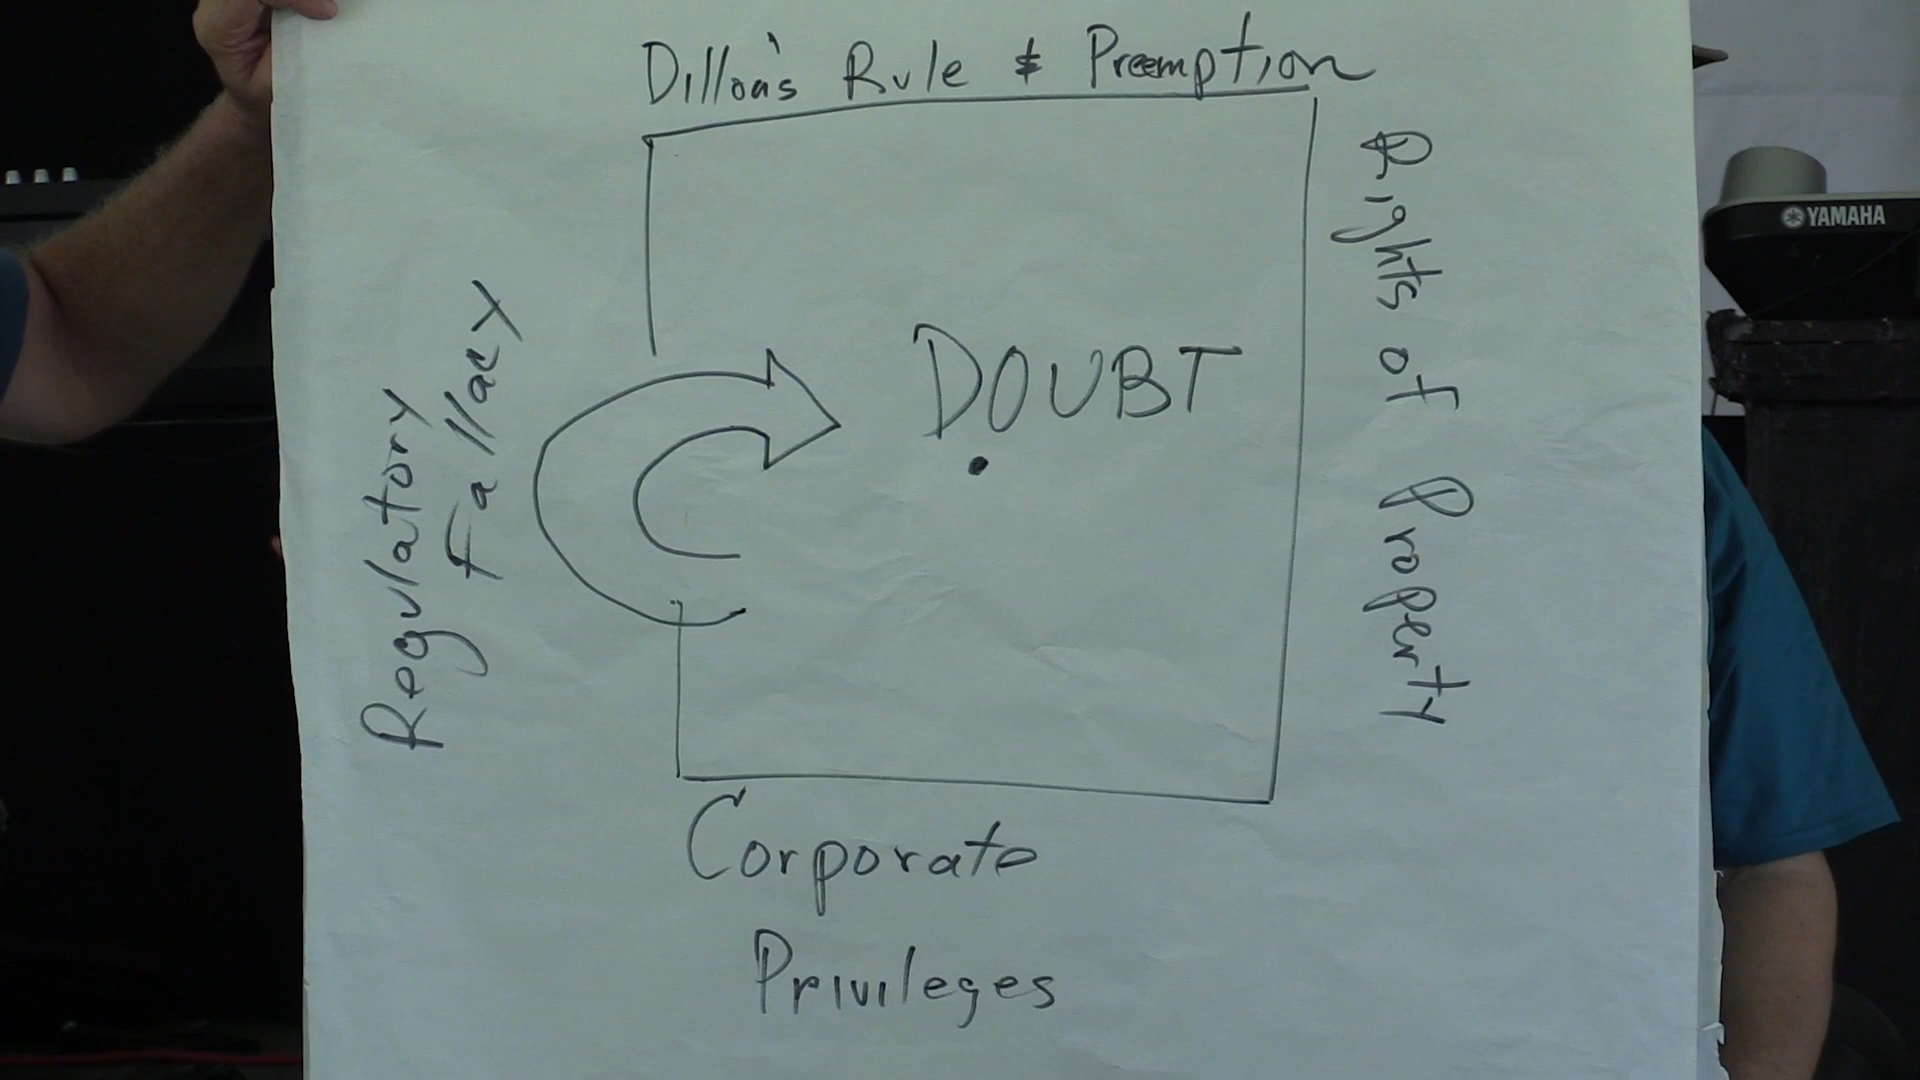 Dillon's Rule & Preemption
Rights of Property
Regulatory
Fallacy
DOUBT
Corporate
Privileges
YAMAHA